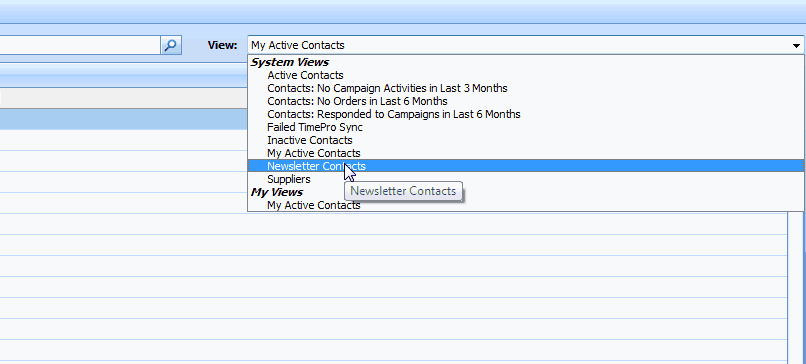 View: My Active Contacts
System Views
Active Contacts
Contacts: No Campaign Activities in Last 3 Months
Contacts: No Orders in Last 6 Months
Contacts: Responded to Campaigns in Last 6 Months
Failed TimePro Sync
Inactive Contacts
My Active Contacts
Newsletter Contacts
Suppliers
Newsletter Contacts
My Views
My Active Contacts